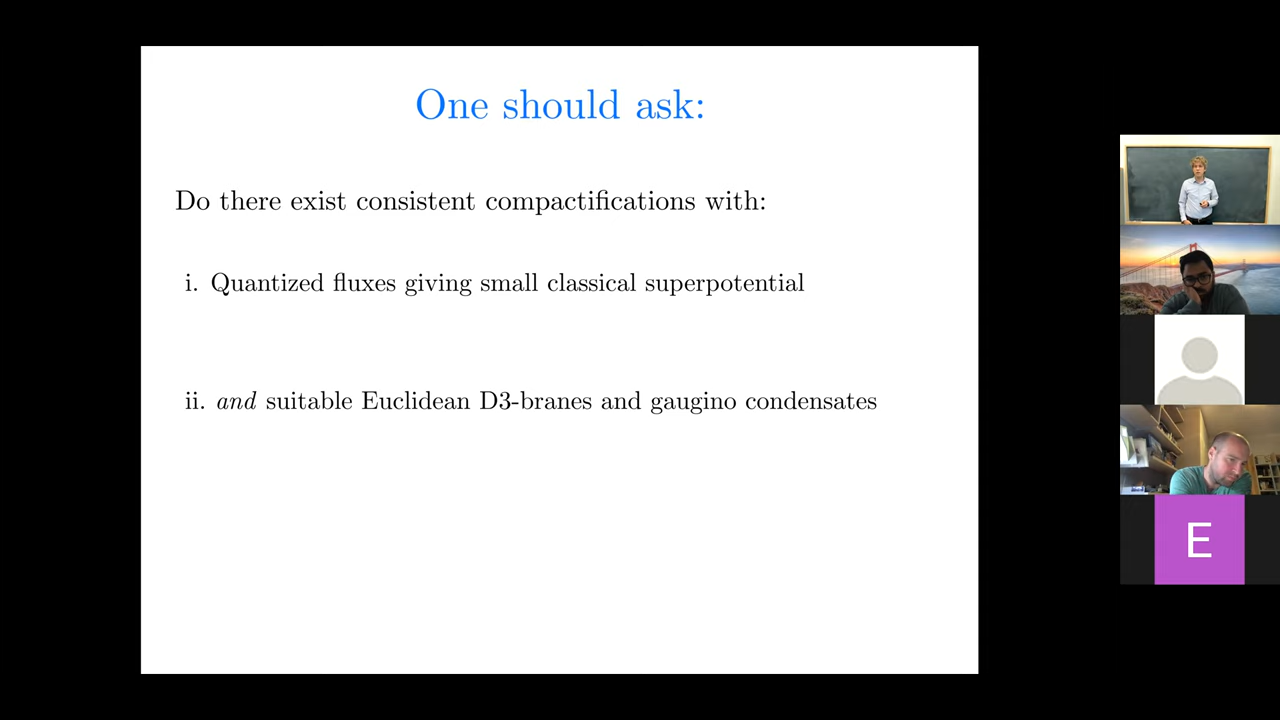 One should ask:
Do there exist consistent compactifications with:
i. Quantized fluxes giving small classical superpotential
ii. and suitable Euclidean D3-branes and gaugino condensates
E